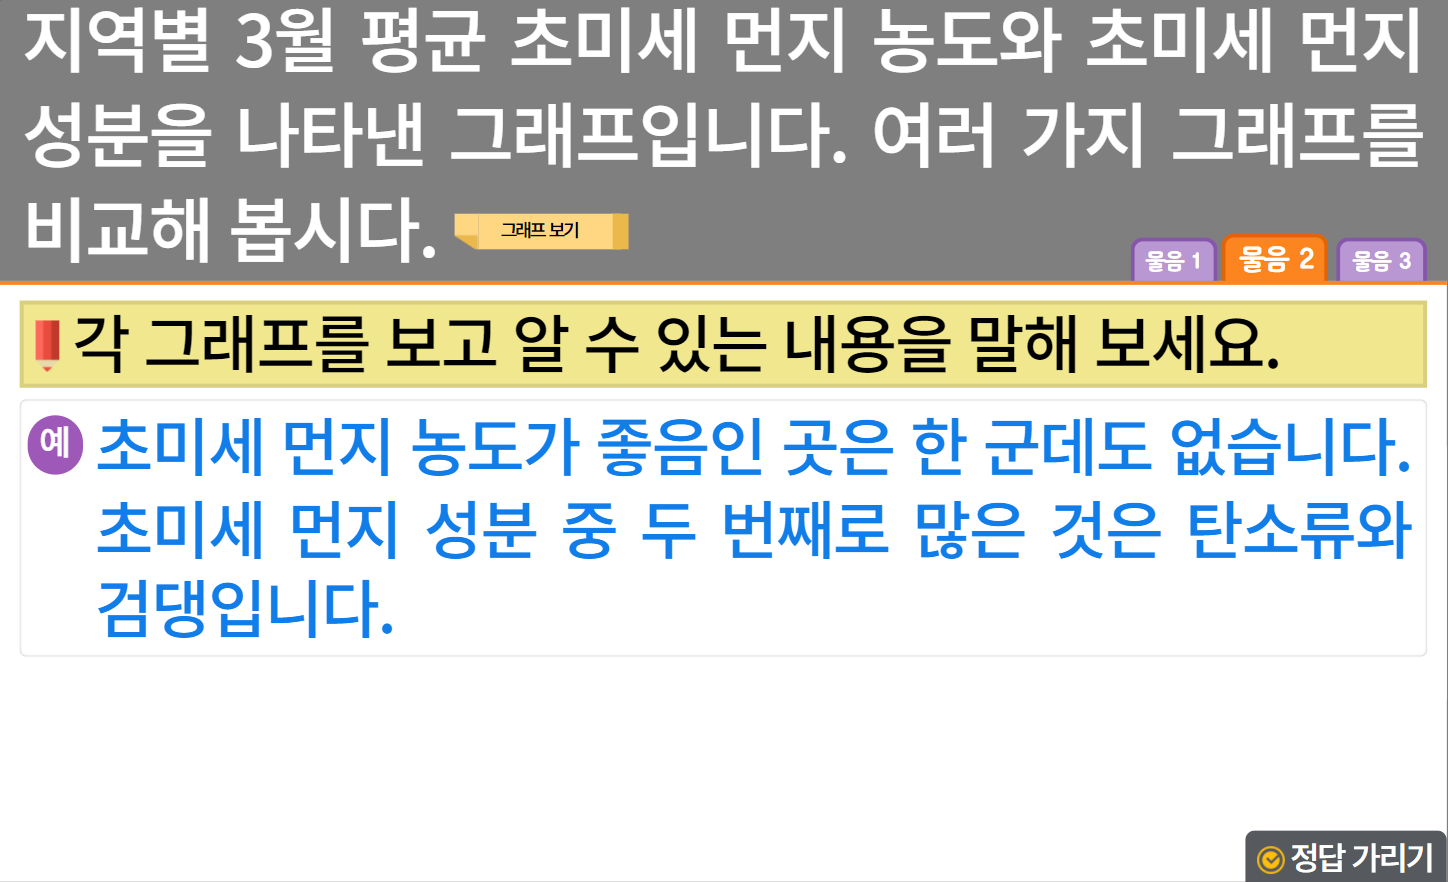 지역별 3월 평균 초미세 먼지 농도와 초미세 먼지
성분을 나타낸 그래프입니다. 여러 가지 그래프를
비교해 봅시다. 그래프 보기
물음 1 물음 2 물음 3
각 그래프를 보고 알 수 있는 내용을 말해 보세요.
예 초미세 먼지 농도가 좋음인 곳은 한 군데도 없습니다.
초미세 먼지 성분 중 두 번째로 많은 것은 탄소류와
검댕입니다.
정답 가리기